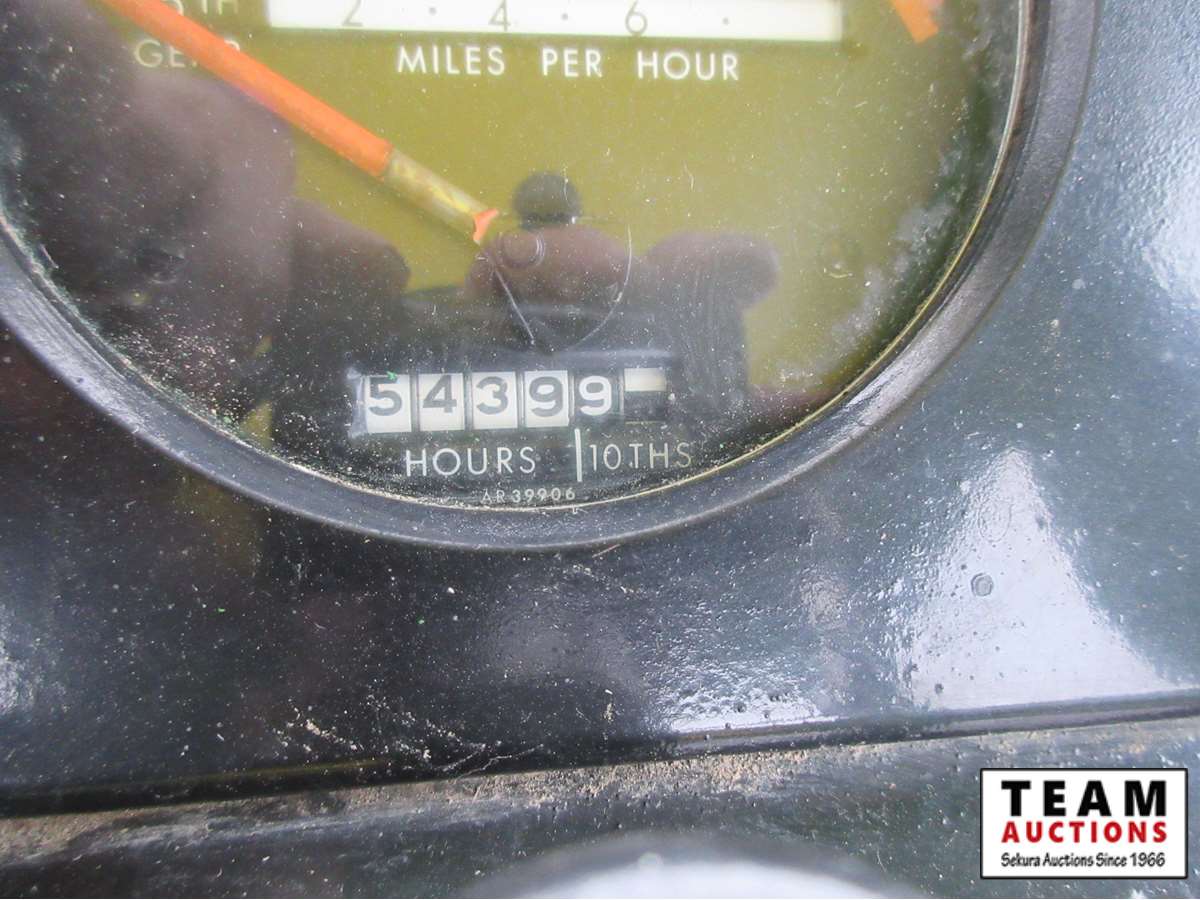 2 · 4 · 6 ·
MILES PER HOUR
54399
HOURS | 10THS
AR39906
TEAM
AUCTIONS
Sekura Auctions Since 1966